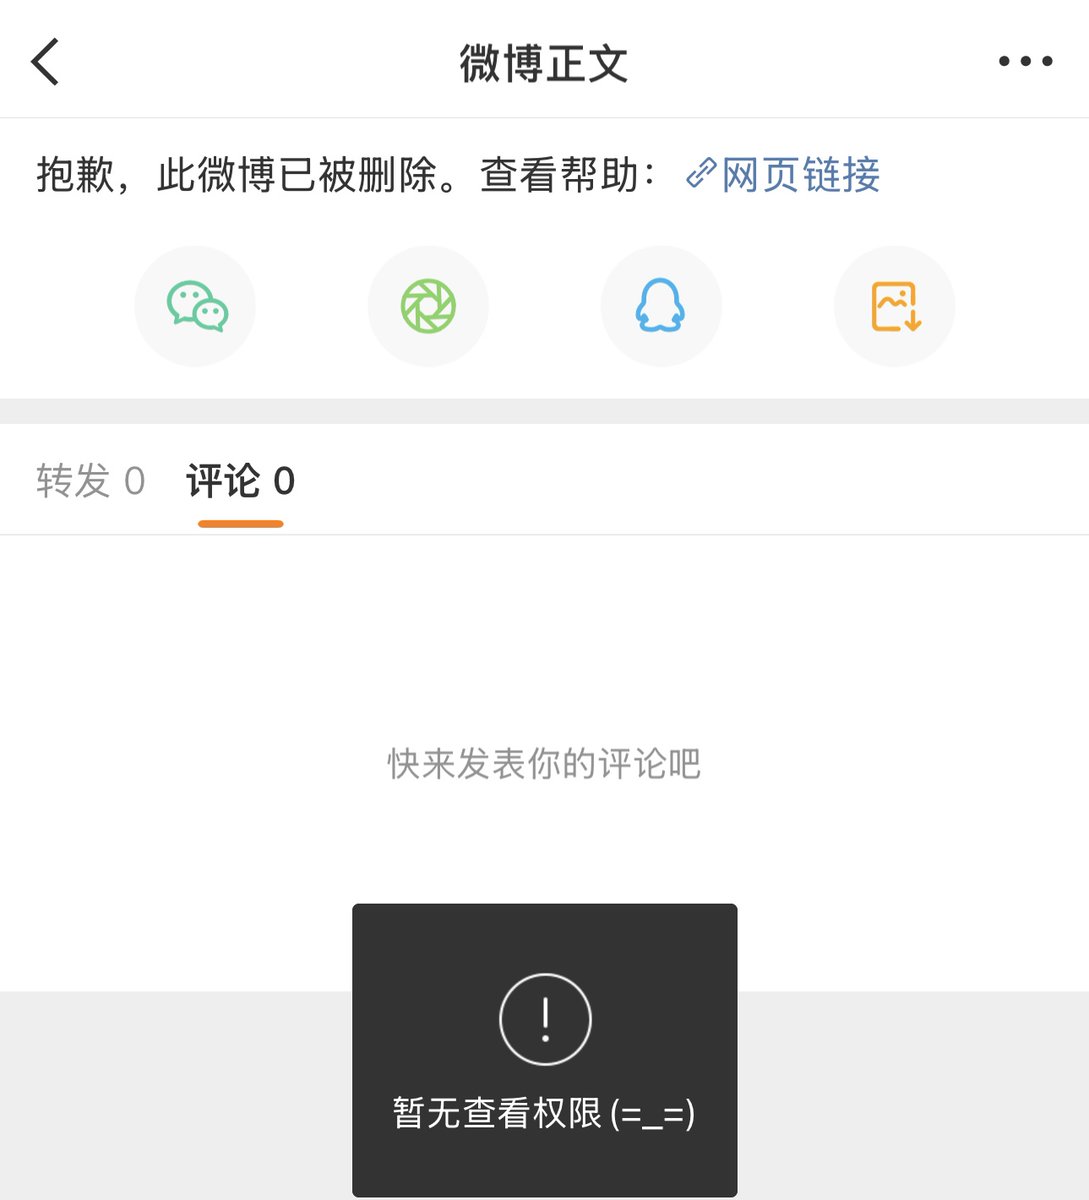 微博正文
抱歉，此微博已被删除。查看帮助：网页链接
转发 0 评论 0
快来发表你的评论吧
暂无查看权限(=_=)